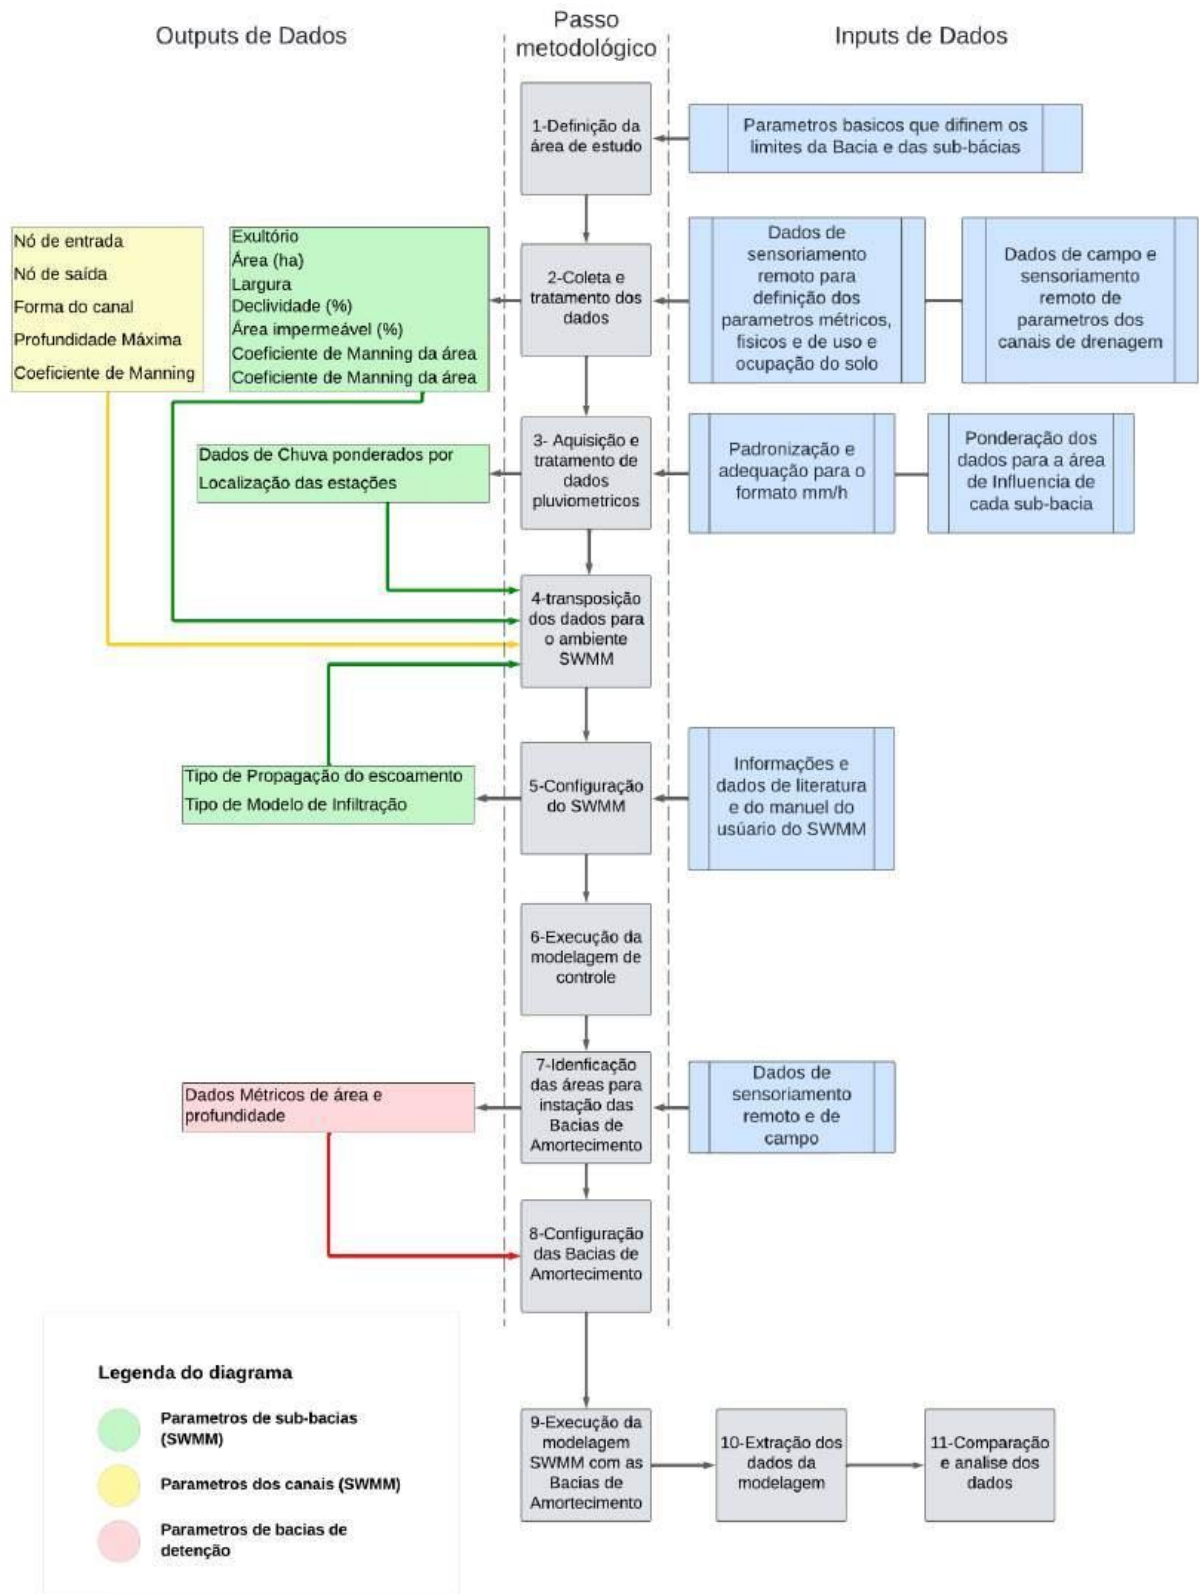 Outputs de Dados
Passo
metodológico
Inputs de Dados
1-Definição da
área de estudo
Parametros basicos que difinem os
limites da Bacia e das sub-bácias
Nó de entrada
Nó de saída
Forma do canal
Profundidade Máxima
Coeficiente de Manning
Exultório
Área (ha)
Largura
Declividade (%)
Área impermeável (%)
Coeficiente de Manning da área
Coeficiente de Manning da área
2-Coleta e
tratamento dos
dados
Dados de
sensoriamento
remoto para
definição dos
parametros métricos,
fisicos e de uso e
ocupação do solo
Dados de campo e
sensoriamento
remoto de
parametros dos
canais de drenagem
Dados de Chuva ponderados por
Localização das estações
3- Aquisição e
tratamento de
dados
pluviometricos
Padronização e
adequação para o
formato mm/h
Ponderação dos
dados para a área
de Influencia de
cada sub-bacia
4-transposição
dos dados para
o ambiente
SWMM
Tipo de Propagação do escoamento
Tipo de Modelo de Infiltração
5-Configuração
do SWMM
Informações e
dados de literatura
e do manuel do
usúario do SWMM
6-Execução da
modelagem de
controle
Dados Métricos de área e
profundidade
7-Idenficação
das áreas para
instação das
Bacias de
Amortecimento
Dados de
sensoriamento
remoto e de
campo
8-Configuração
das Bacias de
Amortecimento
Legenda do diagrama
Parametros de sub-bacias
(SWMM)
Parametros dos canais (SWMM)
Parametros de bacias de
detenção
9-Execução da
modelagem
SWMM com as
Bacias de
Amortecimento
10-Extração dos
dados da
modelagem
11-Comparação
e analise dos
dados